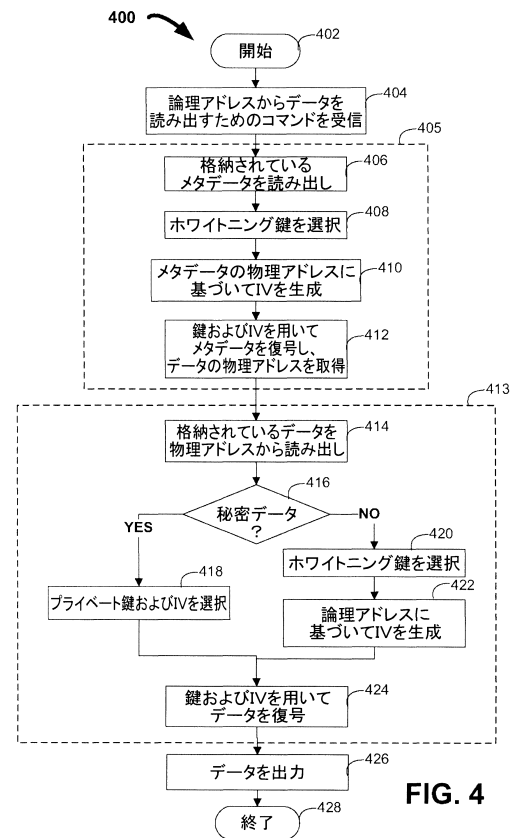 400
開始
402
論理アドレスからデータを
読み出すためのコマンドを受信
404
405
格納されている
メタデータを読み出し
406
ホワイトニング鍵を選択
408
メタデータの物理アドレスに
基づいてIVを生成
410
鍵およびIVを用いて
メタデータを復号し、
データの物理アドレスを取得
412
413
格納されているデータを
物理アドレスから読み出し
414
秘密データ
?
416
YES
NO
プライベート鍵およびIVを選択
418
ホワイトニング鍵を選択
420
論理アドレスに
基づいてIVを生成
422
鍵およびIVを用いて
データを復号
424
データを出力
426
終了
428
FIG. 4